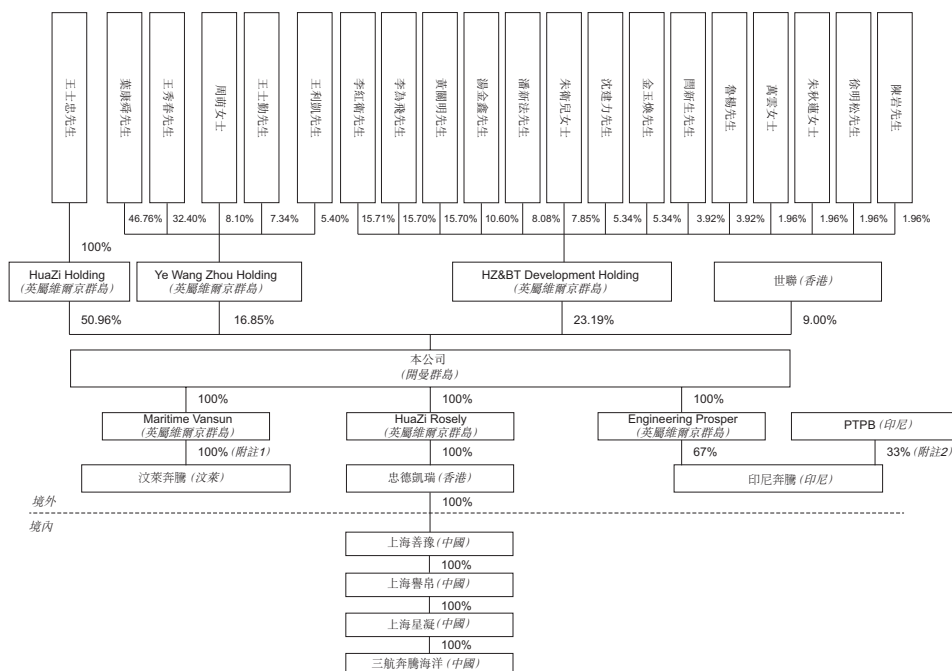 王士忠先生
葉康舜先生
王秀春先生
周萌女士
王士勤先生
王利凱先生
李紅衛先生
李為飛先生
黃關明先生
湯金鑫先生
潘新法先生
朱衛兒女士
沈建力先生
金玉煥先生
閆新生先生
魯楊先生
萬雲女士
朱秋蓮女士
徐明松先生
陳岩先生
46.76%
32.40%
8.10%
7.34%
5.40%
15.71%
15.70%
15.70%
10.60%
8.08%
7.85%
5.34%
5.34%
3.92%
3.92%
1.96%
1.96%
1.96%
1.96%
100%
HuaZi Holding
(英屬維爾京群島)
Ye Wang Zhou Holding
(英屬維爾京群島)
HZ&BT Development Holding
(英屬維爾京群島)
世聯(香港)
50.96%
16.85%
23.19%
9.00%
本公司
(開曼群島)
100%
100%
100%
Maritime Vansun
(英屬維爾京群島)
HuaZi Rosely
(英屬維爾京群島)
Engineering Prosper
(英屬維爾京群島)
PTPB (印尼)
100% (附註1)
100%
67%
33% (附註2)
汶萊奔騰(汶萊)
忠德凱瑞(香港)
印尼奔騰(印尼)
境外
100%
境內
上海善豫(中國)
100%
上海譽帛(中國)
100%
上海星凝(中國)
100%
三航奔騰海洋(中國)